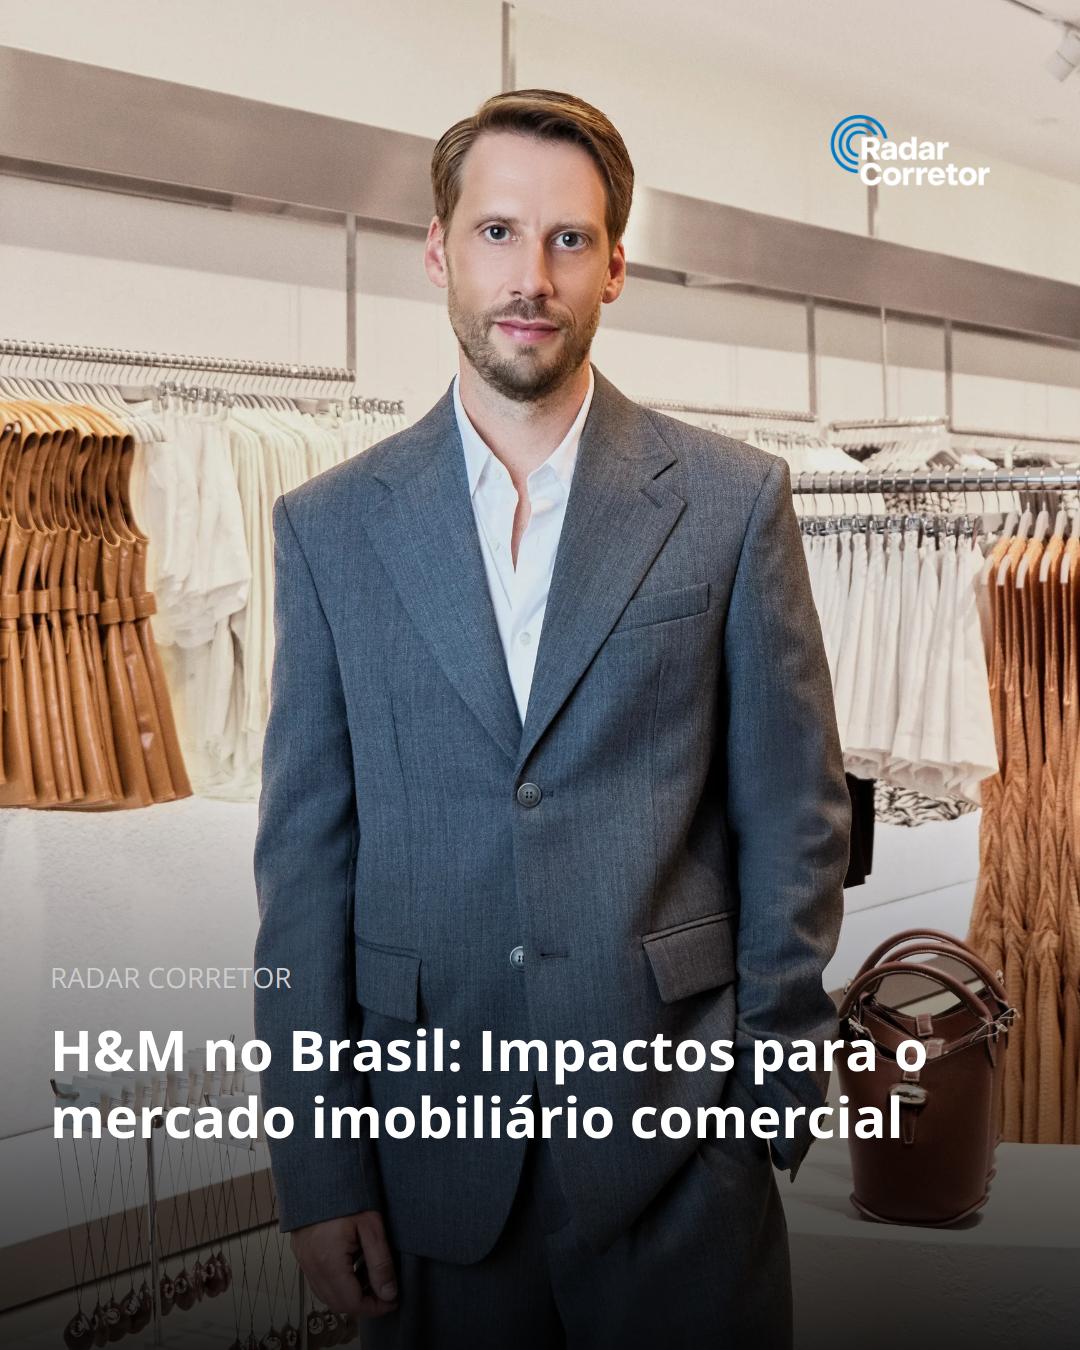 Radar
Corretor
RADAR CORRETOR
H&M no Brasil: Impactos para o
mercado imobiliário comercial